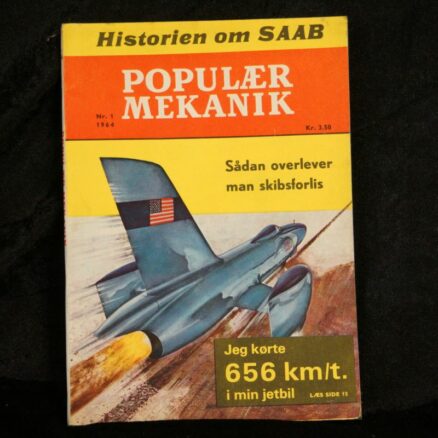 Historien om SAAB
POPULÆR
MEKANIK
Nr. 1
1964
Kr. 3.50
Sådan overlever
man skibsforlis
Jeg kørte
656 km/t.
i min jetbil
LÆS SIDE 12